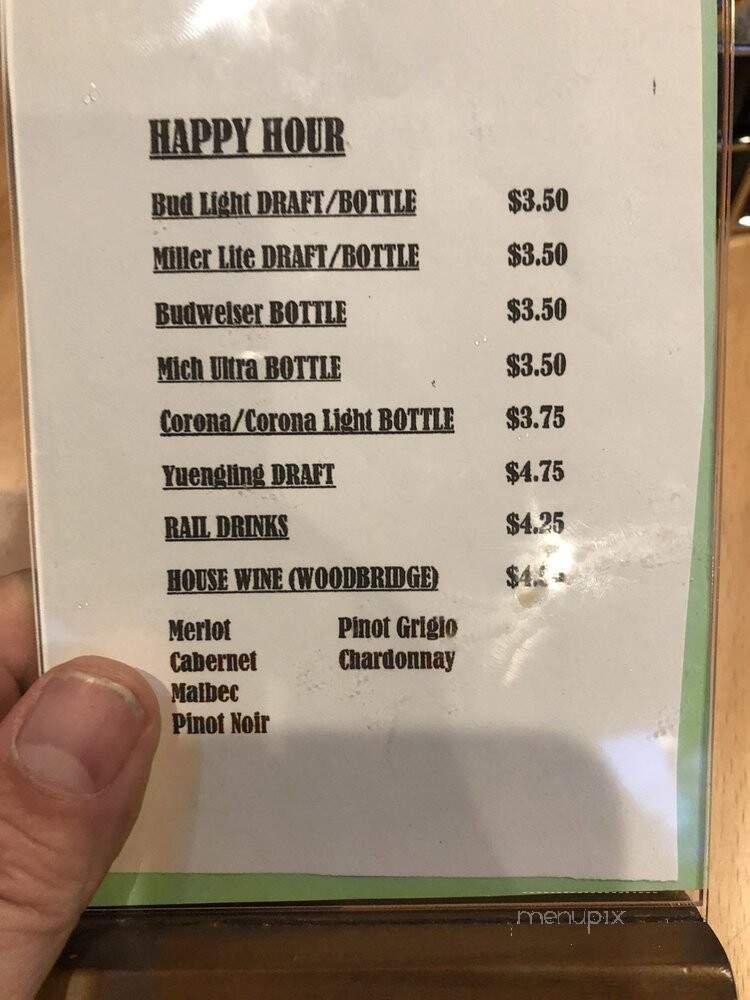 HAPPY HOUR
Bud Light DRAFT/BOTTLE $3.50
Miller Lite DRAFT/BOTTLE $3.50
Budweiser BOTTLE $3.50
Mich Ultra BOTTLE $3.50
Corona/Corona Light BOTTLE $3.75
Yuengling DRAFT $4.75
RAIL DRINKS $4.25
HOUSE WINE (WOODBRIDGE)
Merlot Pinot Grigio
Cabernet Chardonnay
Malbec
Pinot Noir
menupix